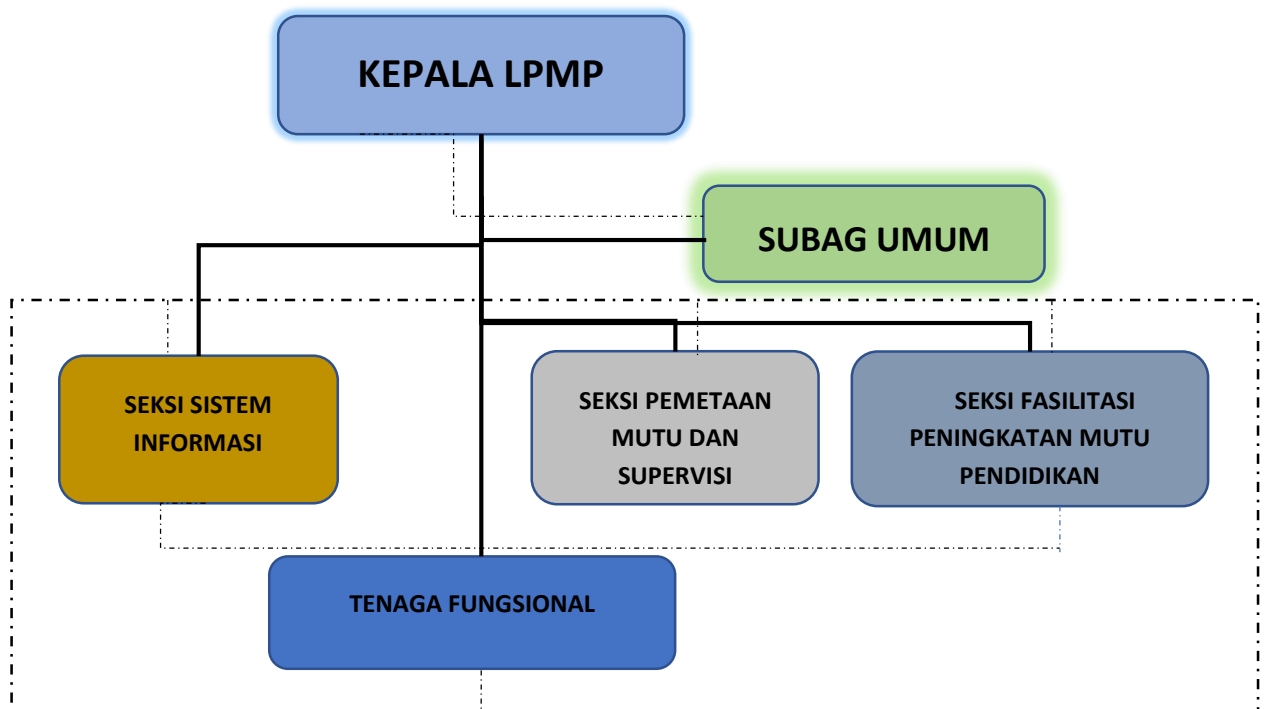 KEPALA LPMP
SUBAG UMUM
SEKSI SISTEM
INFORMASI
SEKSI PEMETAAN
MUTU DAN
SUPERVISI
SEKSI FASILITASI
PENINGKATAN MUTU
PENDIDIKAN
TENAGA FUNGSIONAL